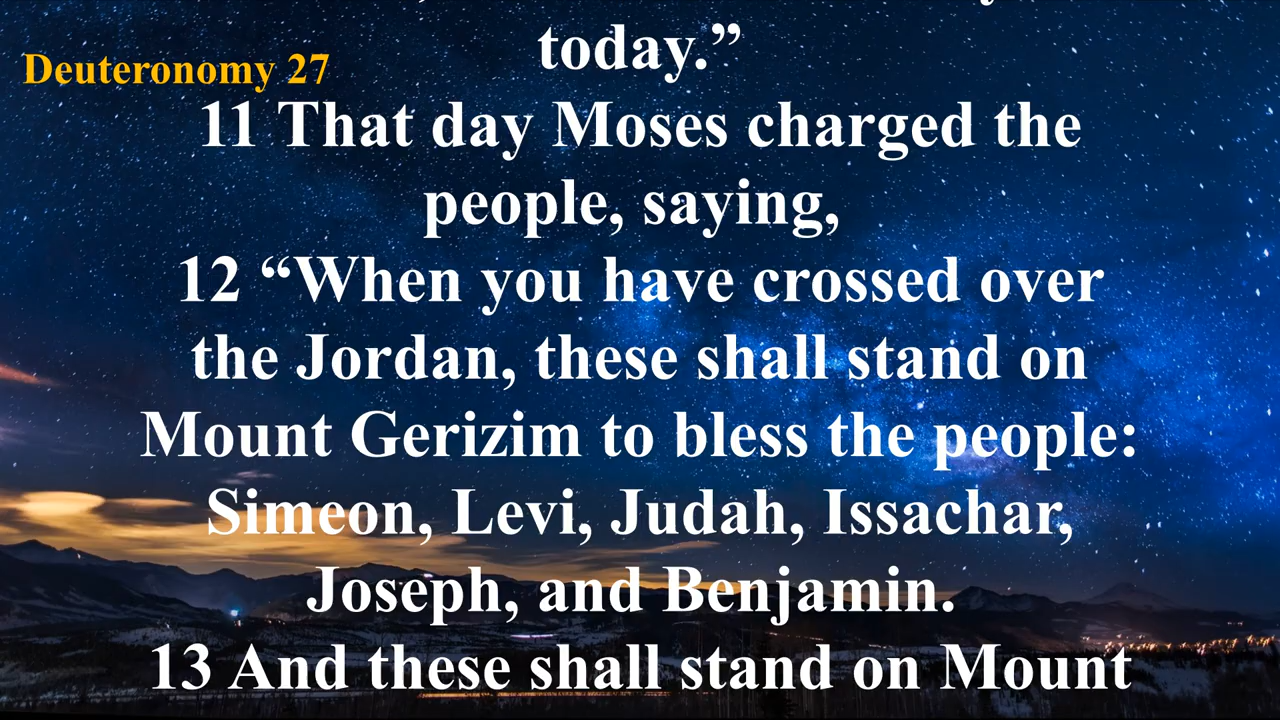 today.”
Deuteronomy 27
11 That day Moses charged the
people, saying,
12 “When you have crossed over
the Jordan, these shall stand on
Mount Gerizim to bless the people:
Simeon, Levi, Judah, Issachar,
Joseph, and Benjamin.
13 And these shall stand on Mount